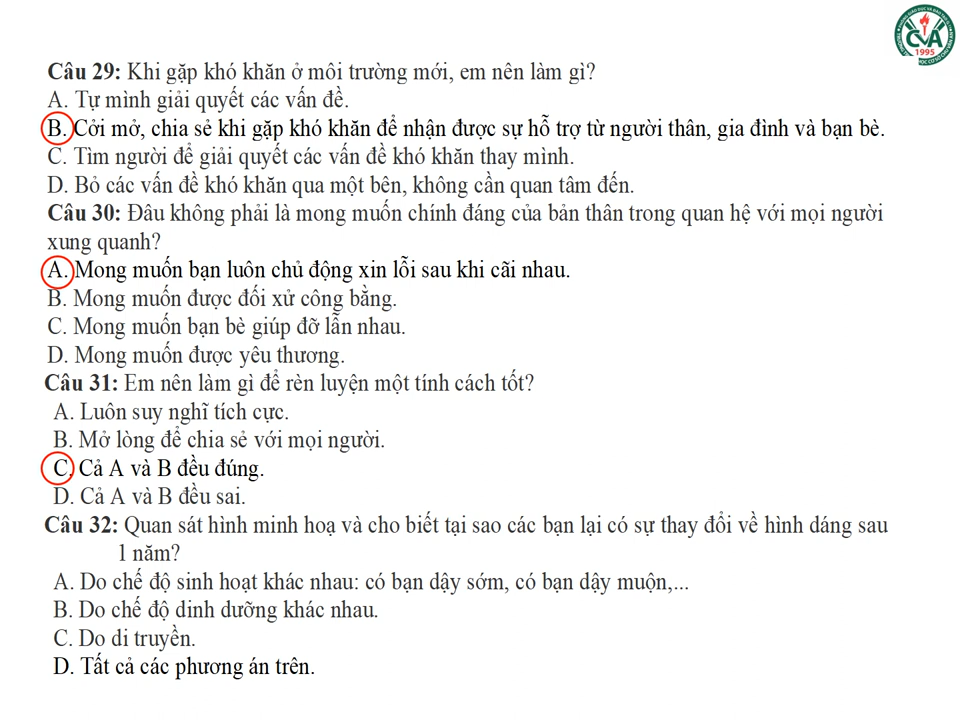 CVA
1995
Câu 29: Khi gặp khó khăn ở môi trường mới, em nên làm gì?
A. Tự mình giải quyết các vấn đề.
B. Cởi mở, chia sẻ khi gặp khó khăn để nhận được sự hỗ trợ từ người thân, gia đình và bạn bè.
C. Tìm người để giải quyết các vấn đề khó khăn thay mình.
D. Bỏ các vấn đề khó khăn qua một bên, không cần quan tâm đến.
Câu 30: Đâu không phải là mong muốn chính đáng của bản thân trong quan hệ với mọi người
xung quanh?
A. Mong muốn bạn luôn chủ động xin lỗi sau khi cãi nhau.
B. Mong muốn được đối xử công bằng.
C. Mong muốn bạn bè giúp đỡ lẫn nhau.
D. Mong muốn được yêu thương.
Câu 31: Em nên làm gì để rèn luyện một tính cách tốt?
A. Luôn suy nghĩ tích cực.
B. Mở lòng để chia sẻ với mọi người.
C. Cả A và B đều đúng.
D. Cả A và B đều sai.
Câu 32: Quan sát hình minh hoạ và cho biết tại sao các bạn lại có sự thay đổi về hình dáng sau
1 năm?
A. Do chế độ sinh hoạt khác nhau: có bạn dậy sớm, có bạn dậy muộn,...
B. Do chế độ dinh dưỡng khác nhau.
C. Do di truyền.
D. Tất cả các phương án trên.